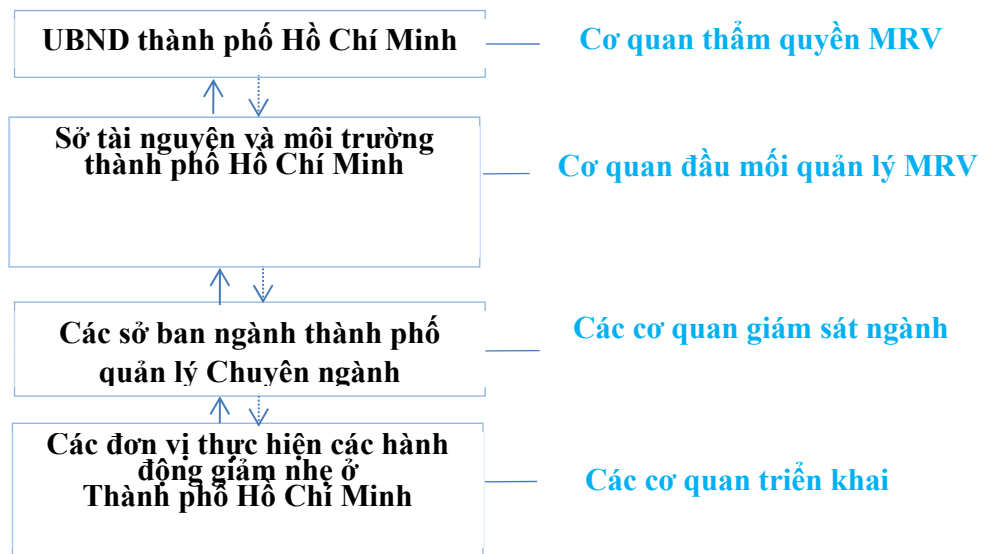 UBND thành phố Hồ Chí Minh
Cơ quan thẩm quyền MRV
Sở tài nguyên và môi trường
thành phố Hồ Chí Minh
Cơ quan đầu mối quản lý MRV
Các sở ban ngành thành phố
quản lý Chuyên ngành
Các cơ quan giám sát ngành
Các đơn vị thực hiện các hành
động giảm nhẹ ở
Thành phố Hồ Chí Minh
Các cơ quan triển khai